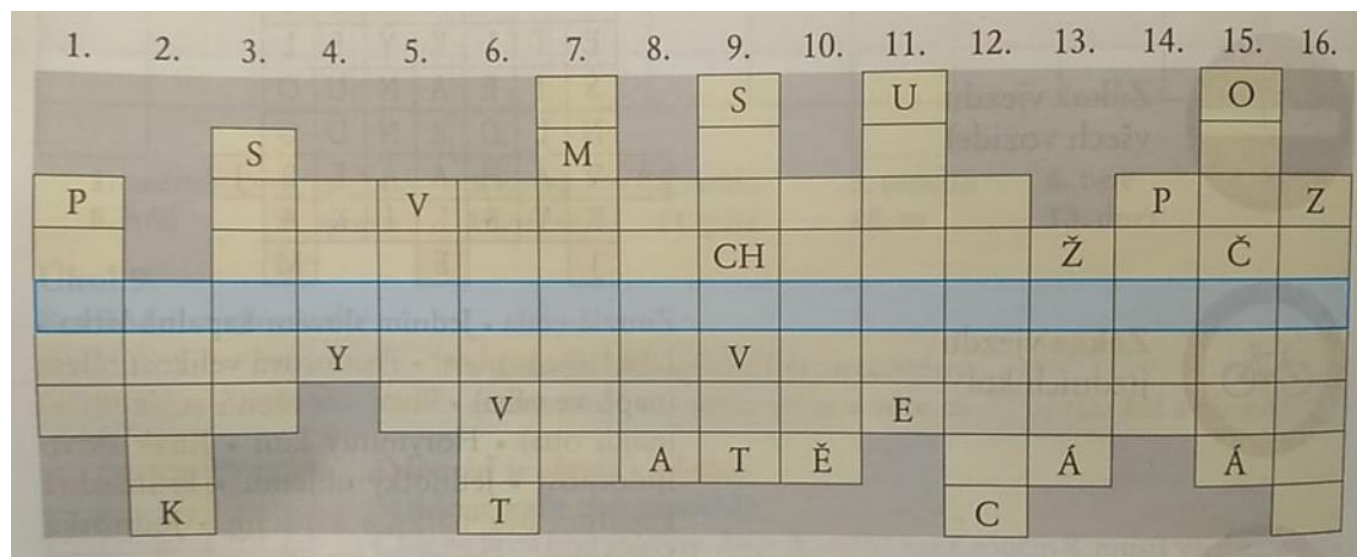 1. 2. 3. 4. 5. 6. 7. 8. 9. 10. 11. 12. 13. 14. 15. 16.
S U O
S M
P V P Z
CH Ž Č
Y V
V E
A T Ě Á Á
K T C